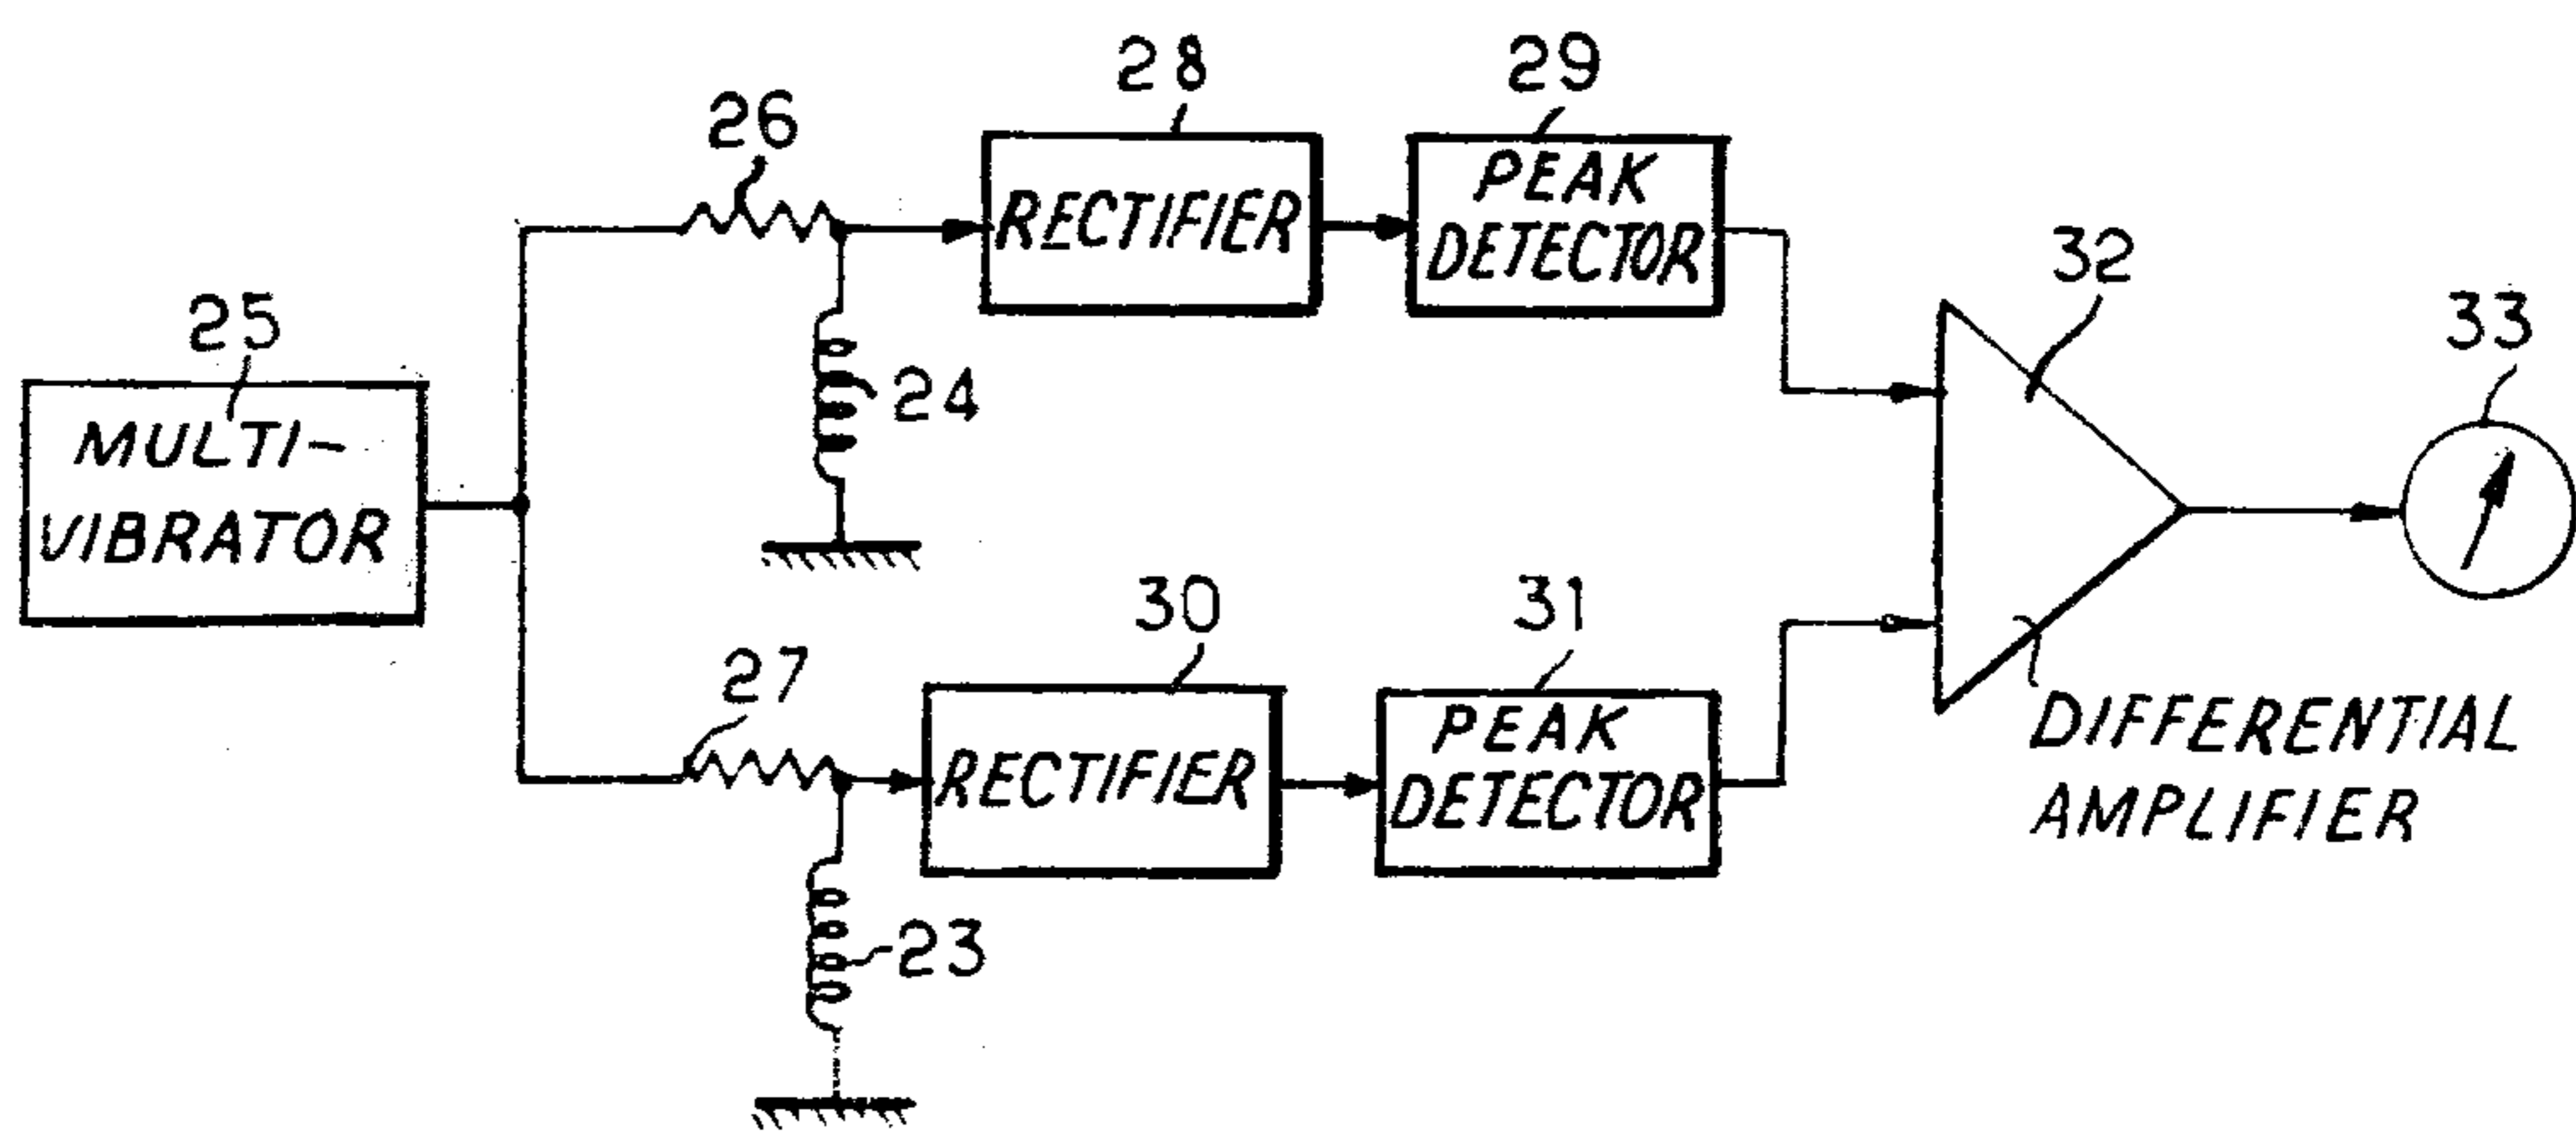 28
29
26
RECTIFIER
PEAK
DETECTOR
32
25
24
33
MULTI-
VIBRATOR
30
31
27
RECTIFIER
PEAK
DETECTOR
DIFFERENTIAL
AMPLIFIER
23